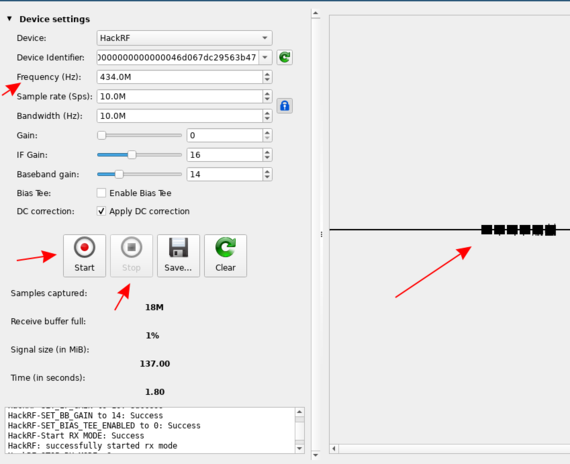 Device settings
Device: HackRF
Device Identifier: 000000000000046d067dc29563b47
Frequency (Hz): 434.0M
Sample rate (Sps): 10.0M
Bandwidth (Hz): 10.0M
Gain: 0
IF Gain: 16
Baseband gain: 14
Bias Tee: Enable Bias Tee
DC correction: Apply DC correction
Start Stop Save... Clear
Samples captured:
18M
Receive buffer full:
1%
Signal size (in MiB):
137.00
Time (in seconds):
1.80
HackRF-SET_BB_GAIN to 14: Success
HackRF-SET_BIAS_TEE_ENABLED to 0: Success
HackRF-Start RX MODE: Success
HackRF: successfully started rx mode